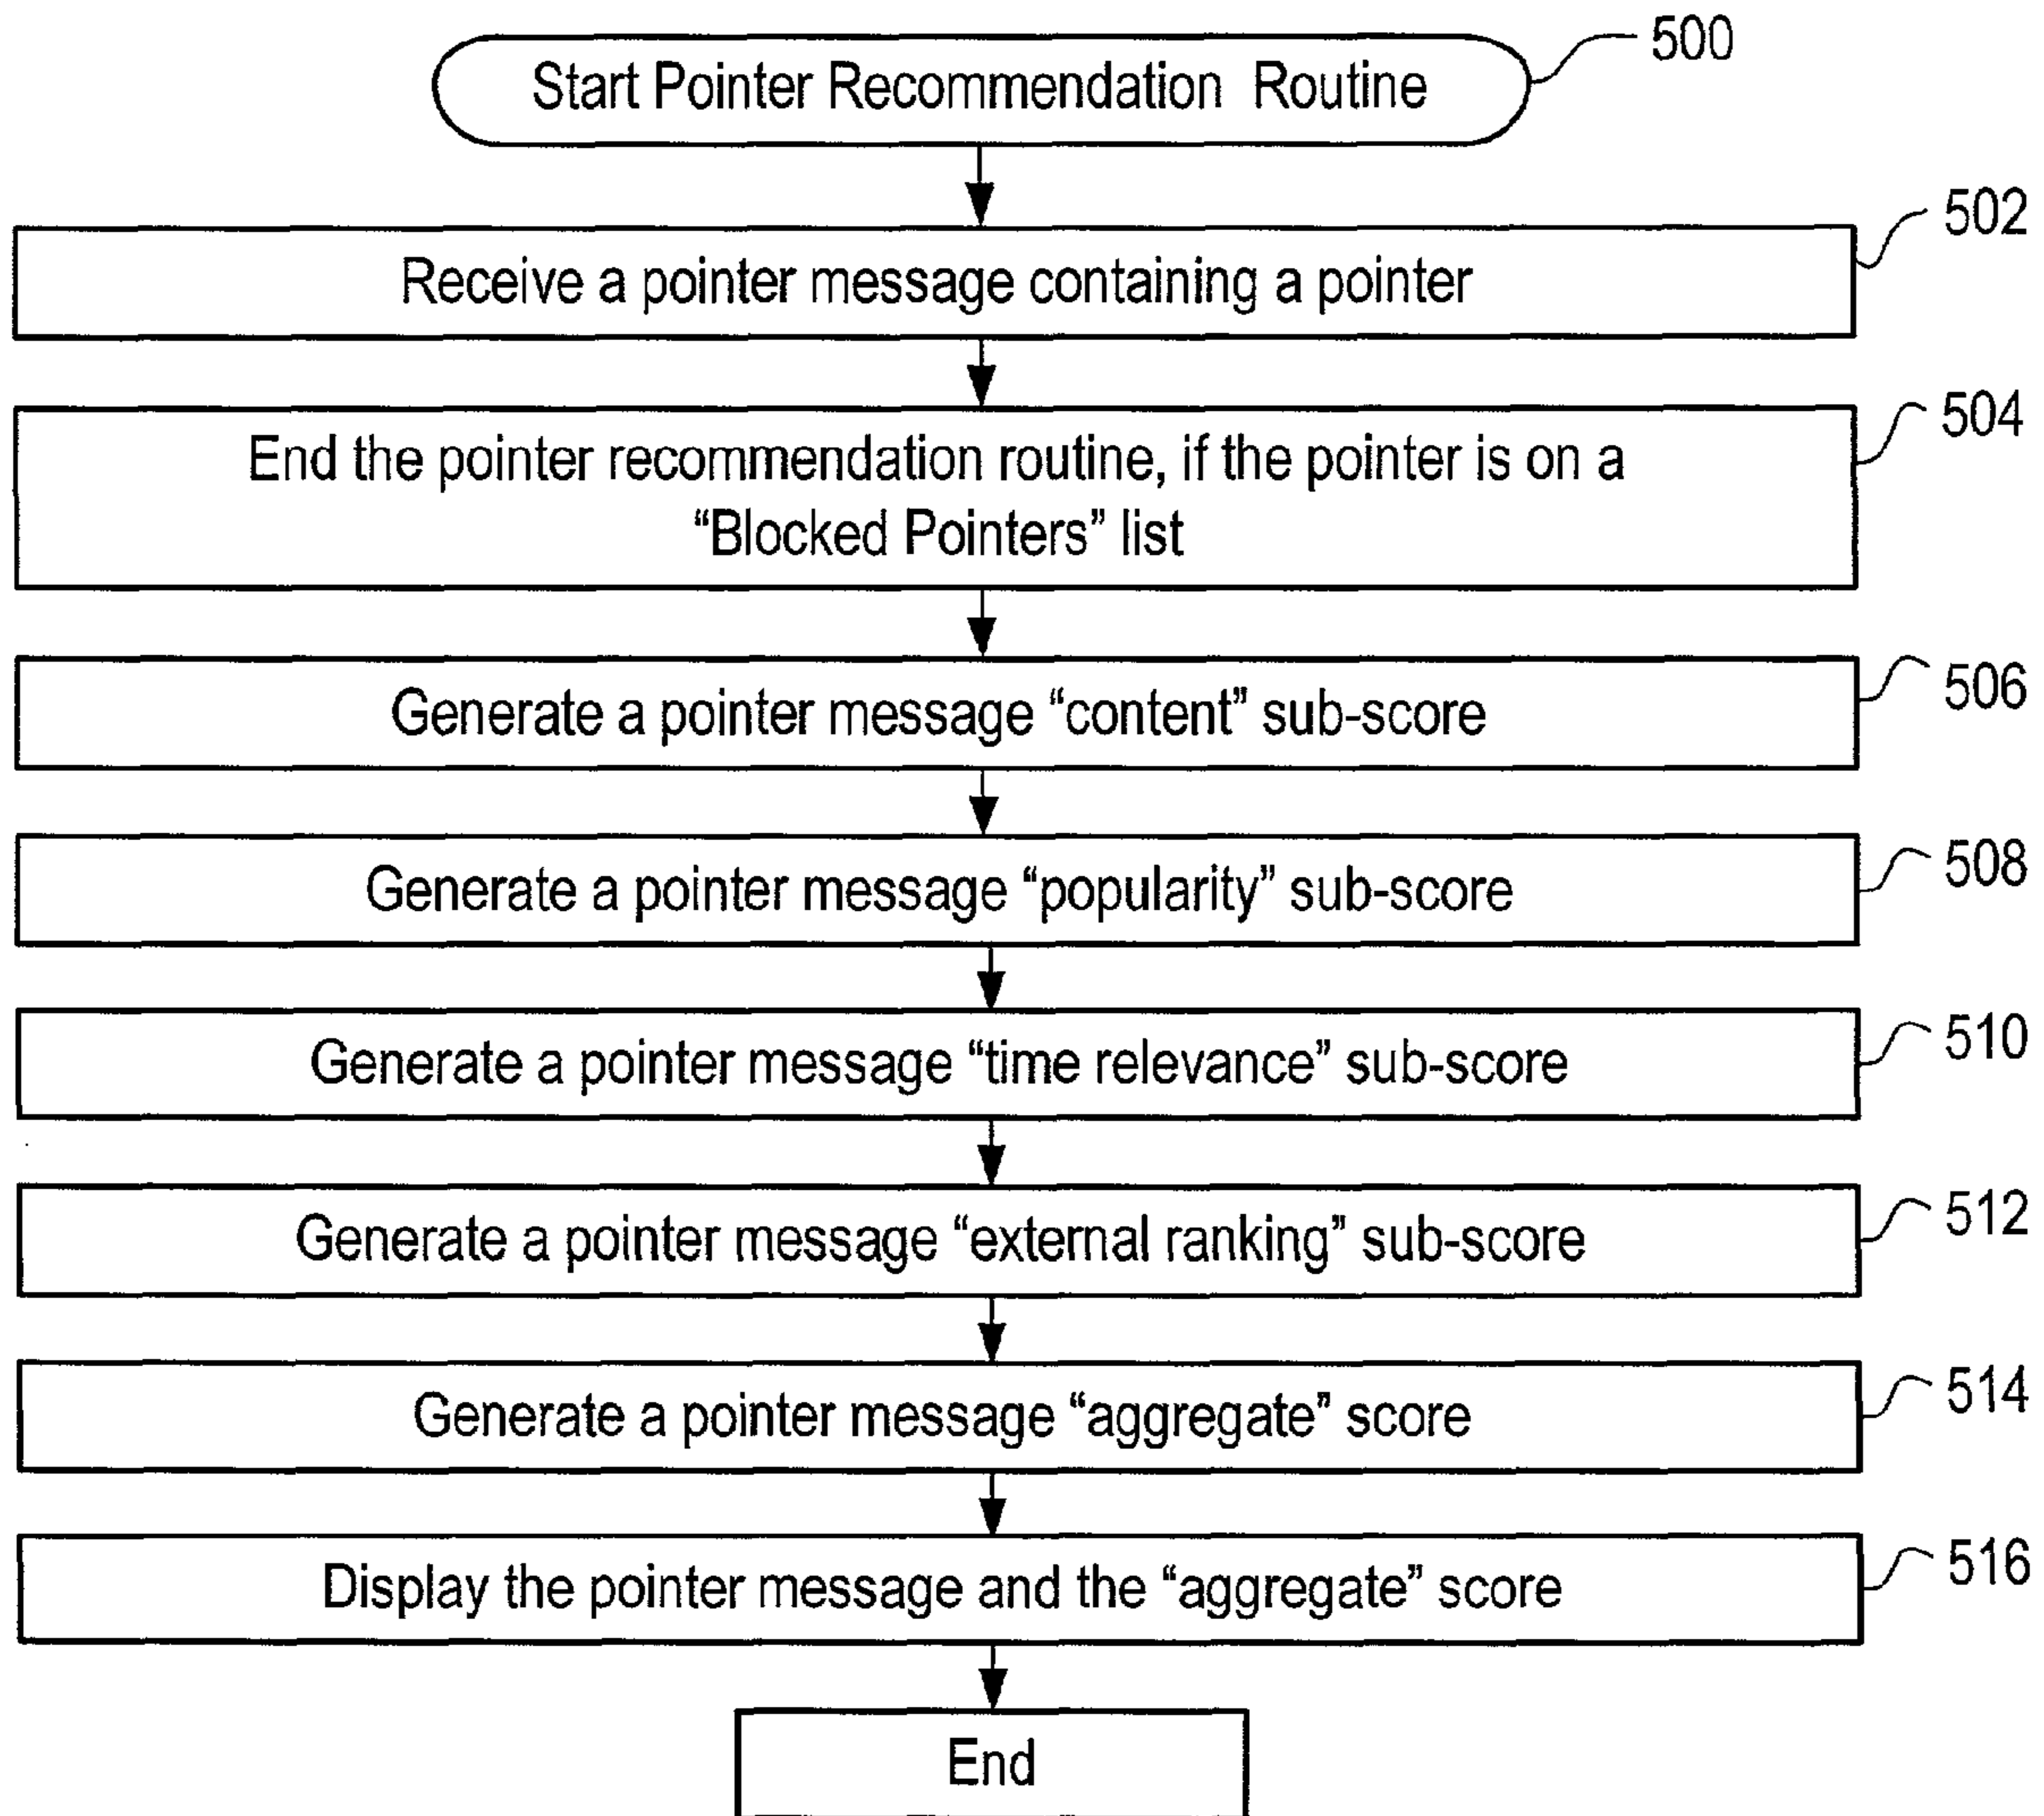 Start Pointer Recommendation Routine
500
502
Receive a pointer message containing a pointer
504
End the pointer recommendation routine, if the pointer is on a
“Blocked Pointers” list
506
Generate a pointer message “content” sub-score
508
Generate a pointer message “popularity” sub-score
510
Generate a pointer message “time relevance” sub-score
512
Generate a pointer message “external ranking” sub-score
514
Generate a pointer message “aggregate” score
516
Display the pointer message and the “aggregate” score
End